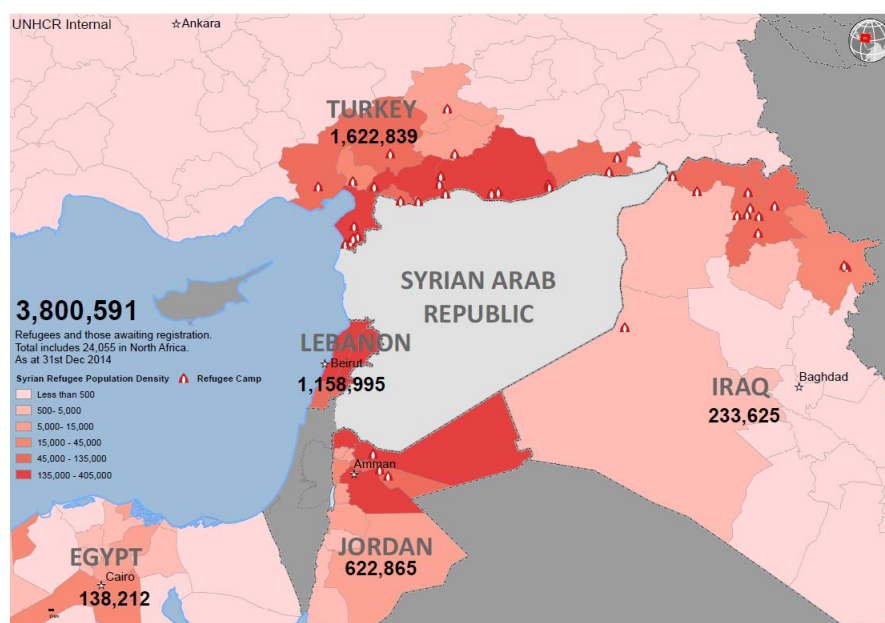 UNHCR Internal
Ankara
TURKEY
1,622,839
SYRIAN ARAB
REPUBLIC
3,800,591
Refugees and those awaiting registration.
Total includes 24,055 in North Africa.
As at 31st Dec 2014
Syrian Refugee Population Density
Refugee Camp
Less than 500
500- 5,000
5,000- 15,000
15,000 - 45,000
45,000 - 135,000
135,000 - 405,000
LEBANON
Beirut
1,158,995
IRAQ
Baghdad
233,625
Amman
JORDAN
622,865
EGYPT
Cairo
138,212